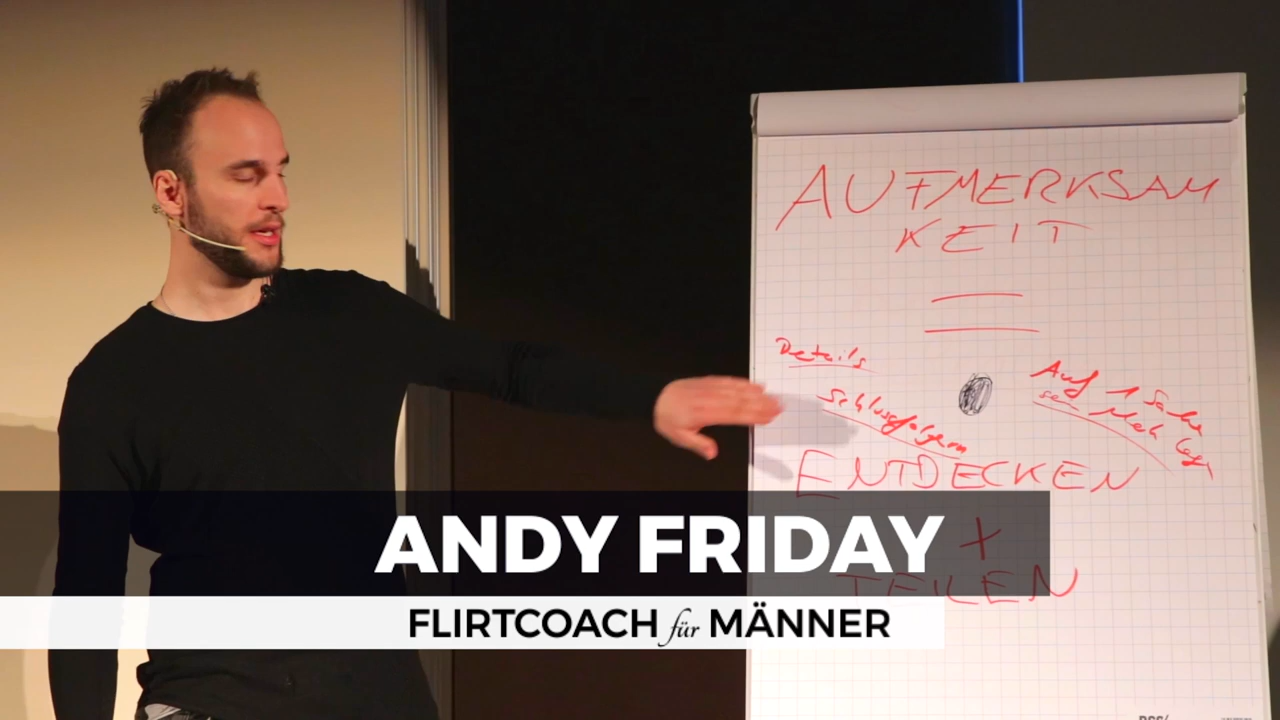 AUFMERKSAM
KEIT
Details
Schlussfolgern
Auf 1 Sache
ENTDECKEN
+
TEILEN
ANDY FRIDAY
FLIRTCOACH für MÄNNER